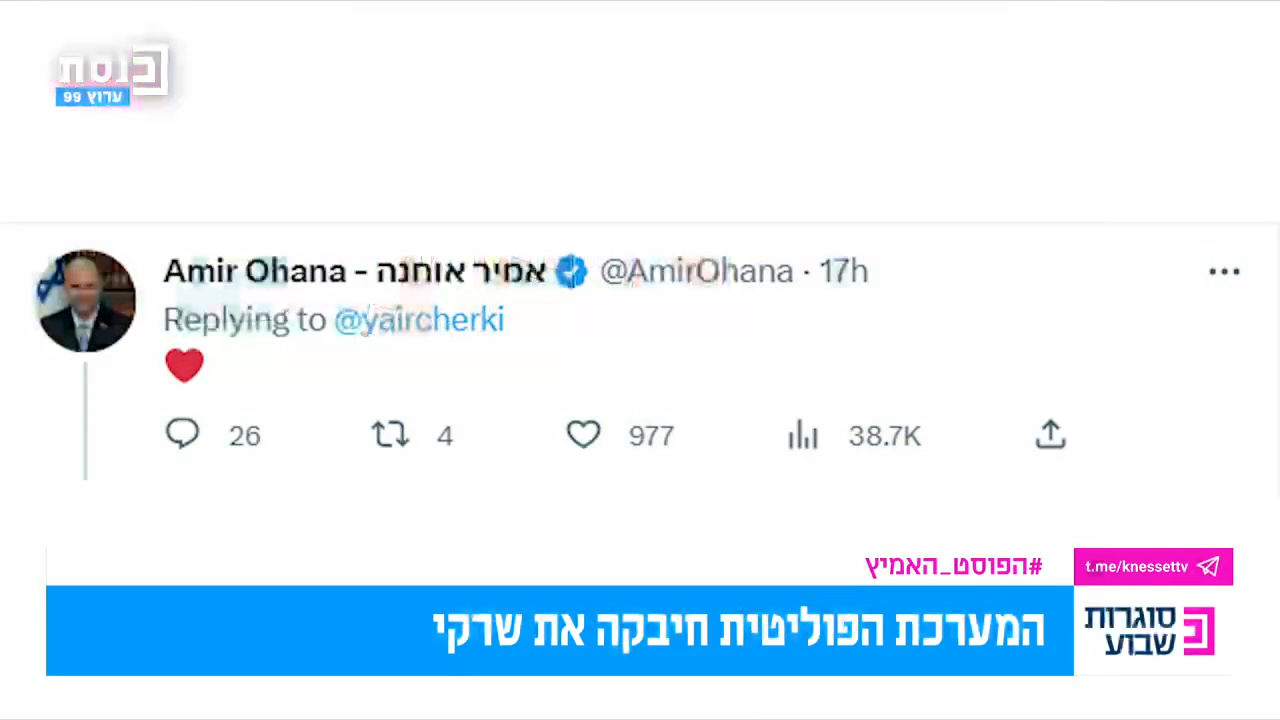 כנסת
ערוץ 99
Amir Ohana - אמיר אוחנה @AmirOhana · 17h
Replying to @yaircherki
❤️
26 4 977 38.7K
#הפוסט_האמיץ
t.me/knessettv
המערכת הפוליטית חיבקה את שרקי
סוגרות
שבוע